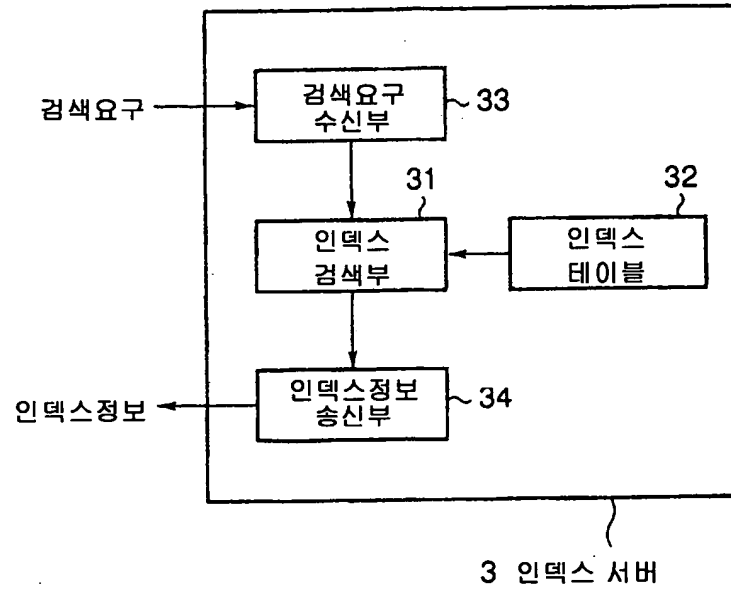 검색요구
검색요구
수신부
33
31
32
인덱스
검색부
인덱스
테이블
인덱스정보
인덱스정보
송신부
34
3 인덱스 서버